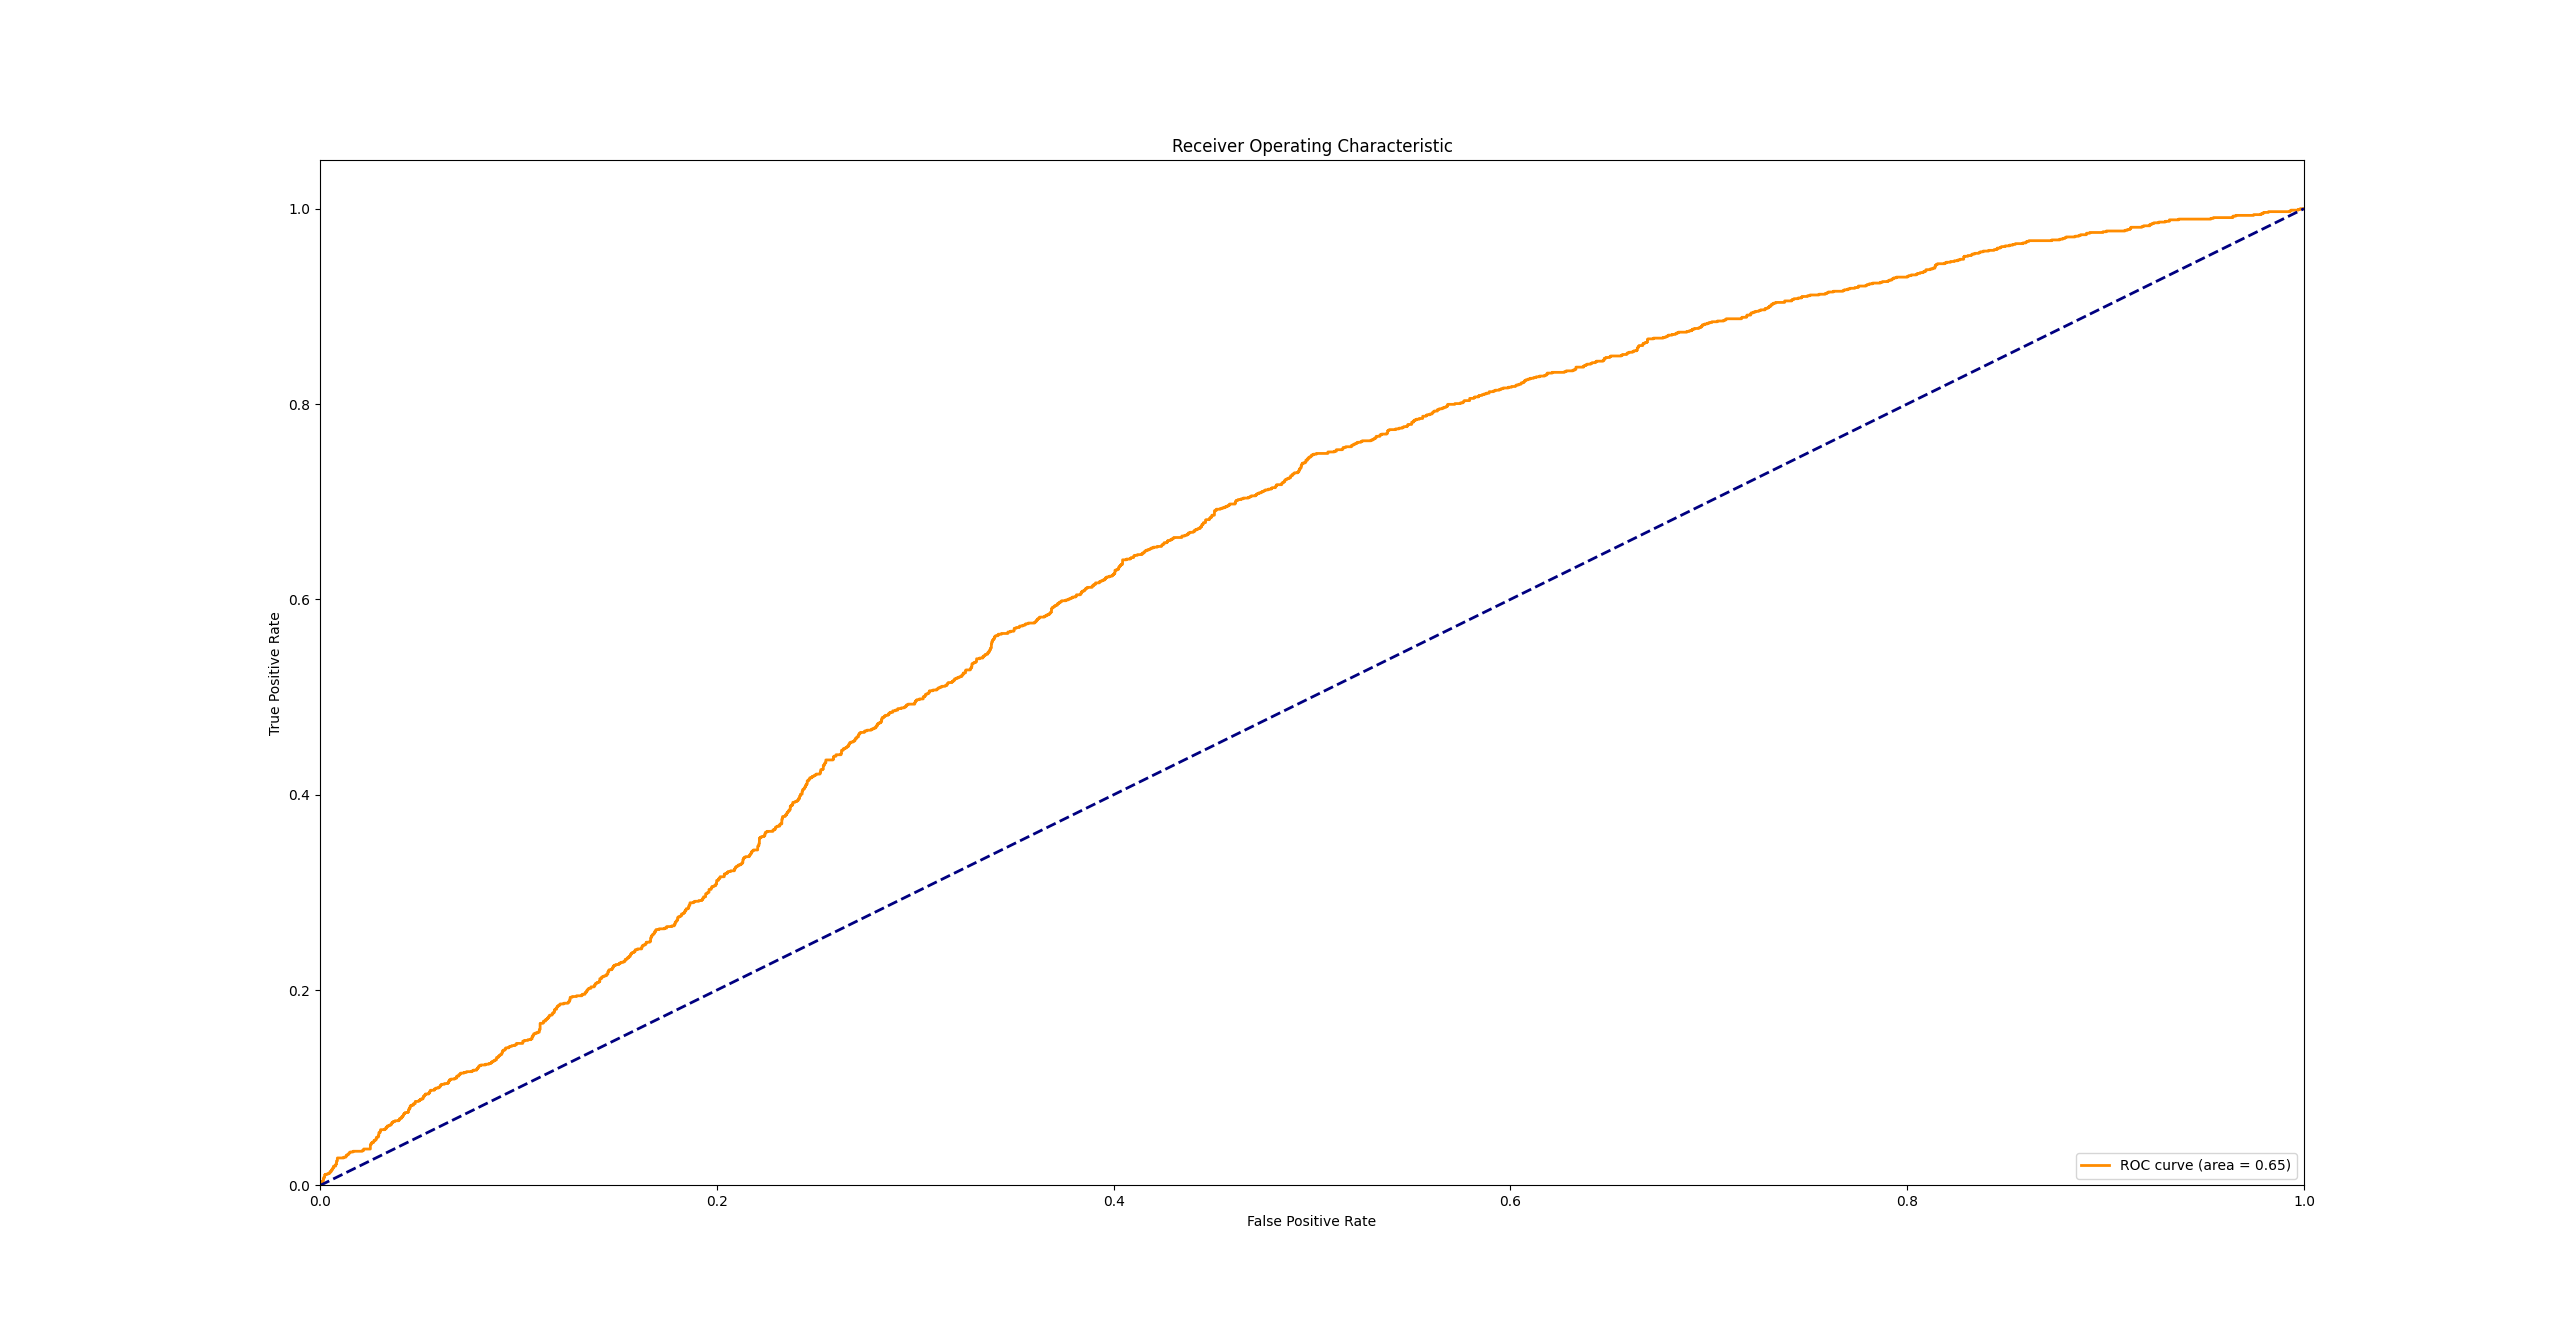 Receiver Operating Characteristic
1.0
0.8
0.6
0.4
0.2
0.0
True Positive Rate
0.0 0.2 0.4 0.6 0.8 1.0
False Positive Rate
ROC curve (area = 0.65)